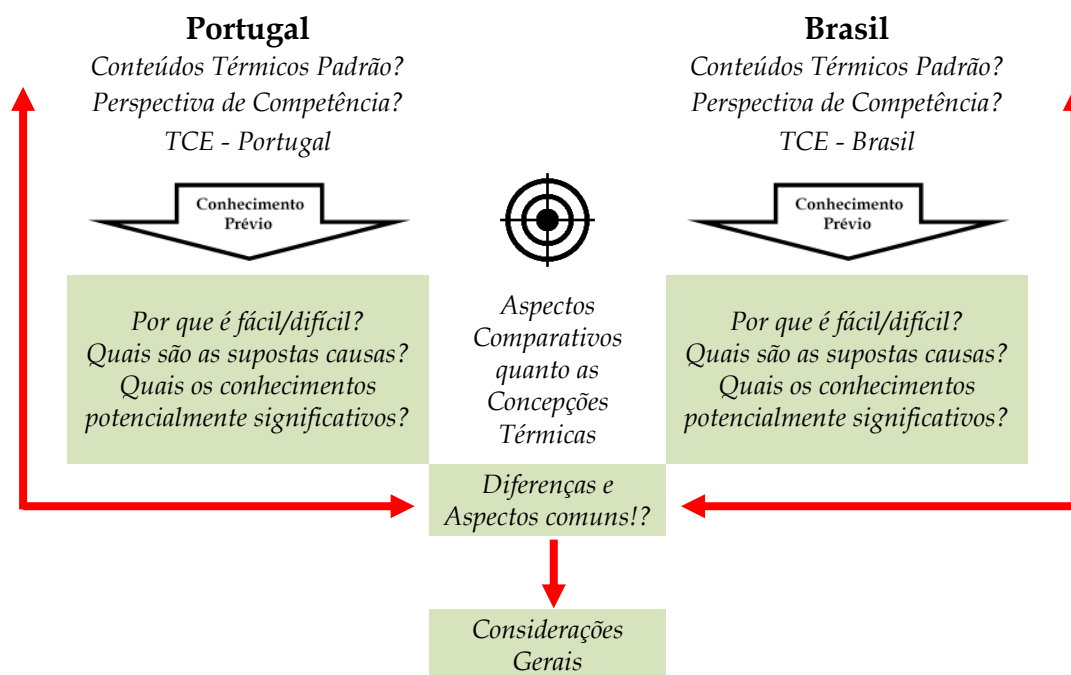 Portugal
Conteúdos Térmicos Padrão?
Perspectiva de Competência?
TCE - Portugal
Conhecimento
Prévio
Por que é fácil/difícil?
Quais são as supostas causas?
Quais os conhecimentos
potencialmente significativos?
Aspectos
Comparativos
quanto as
Concepções
Térmicas
Brasil
Conteúdos Térmicos Padrão?
Perspectiva de Competência?
TCE - Brasil
Conhecimento
Prévio
Por que é fácil/difícil?
Quais são as supostas causas?
Quais os conhecimentos
potencialmente significativos?
Diferenças e
Aspectos comuns!?
Considerações
Gerais